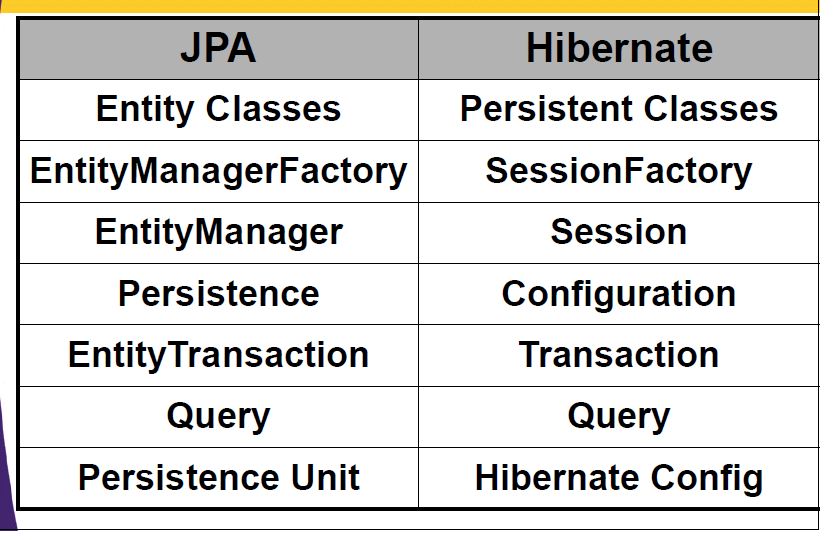 JPA Hibernate
Entity Classes Persistent Classes
EntityManagerFactory SessionFactory
EntityManager Session
Persistence Configuration
EntityTransaction Transaction
Query Query
Persistence Unit Hibernate Config